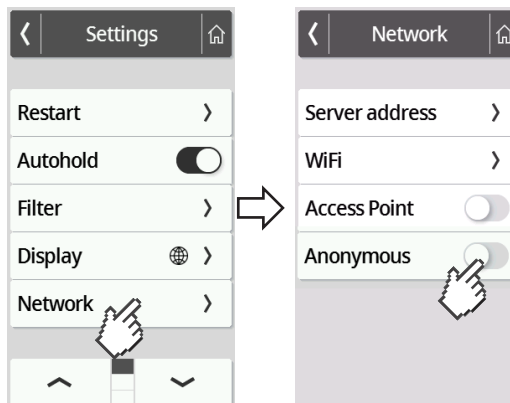 Settings
Restart
Autohold
Filter
Display
Network
Network
Server address
WiFi
Access Point
Anonymous